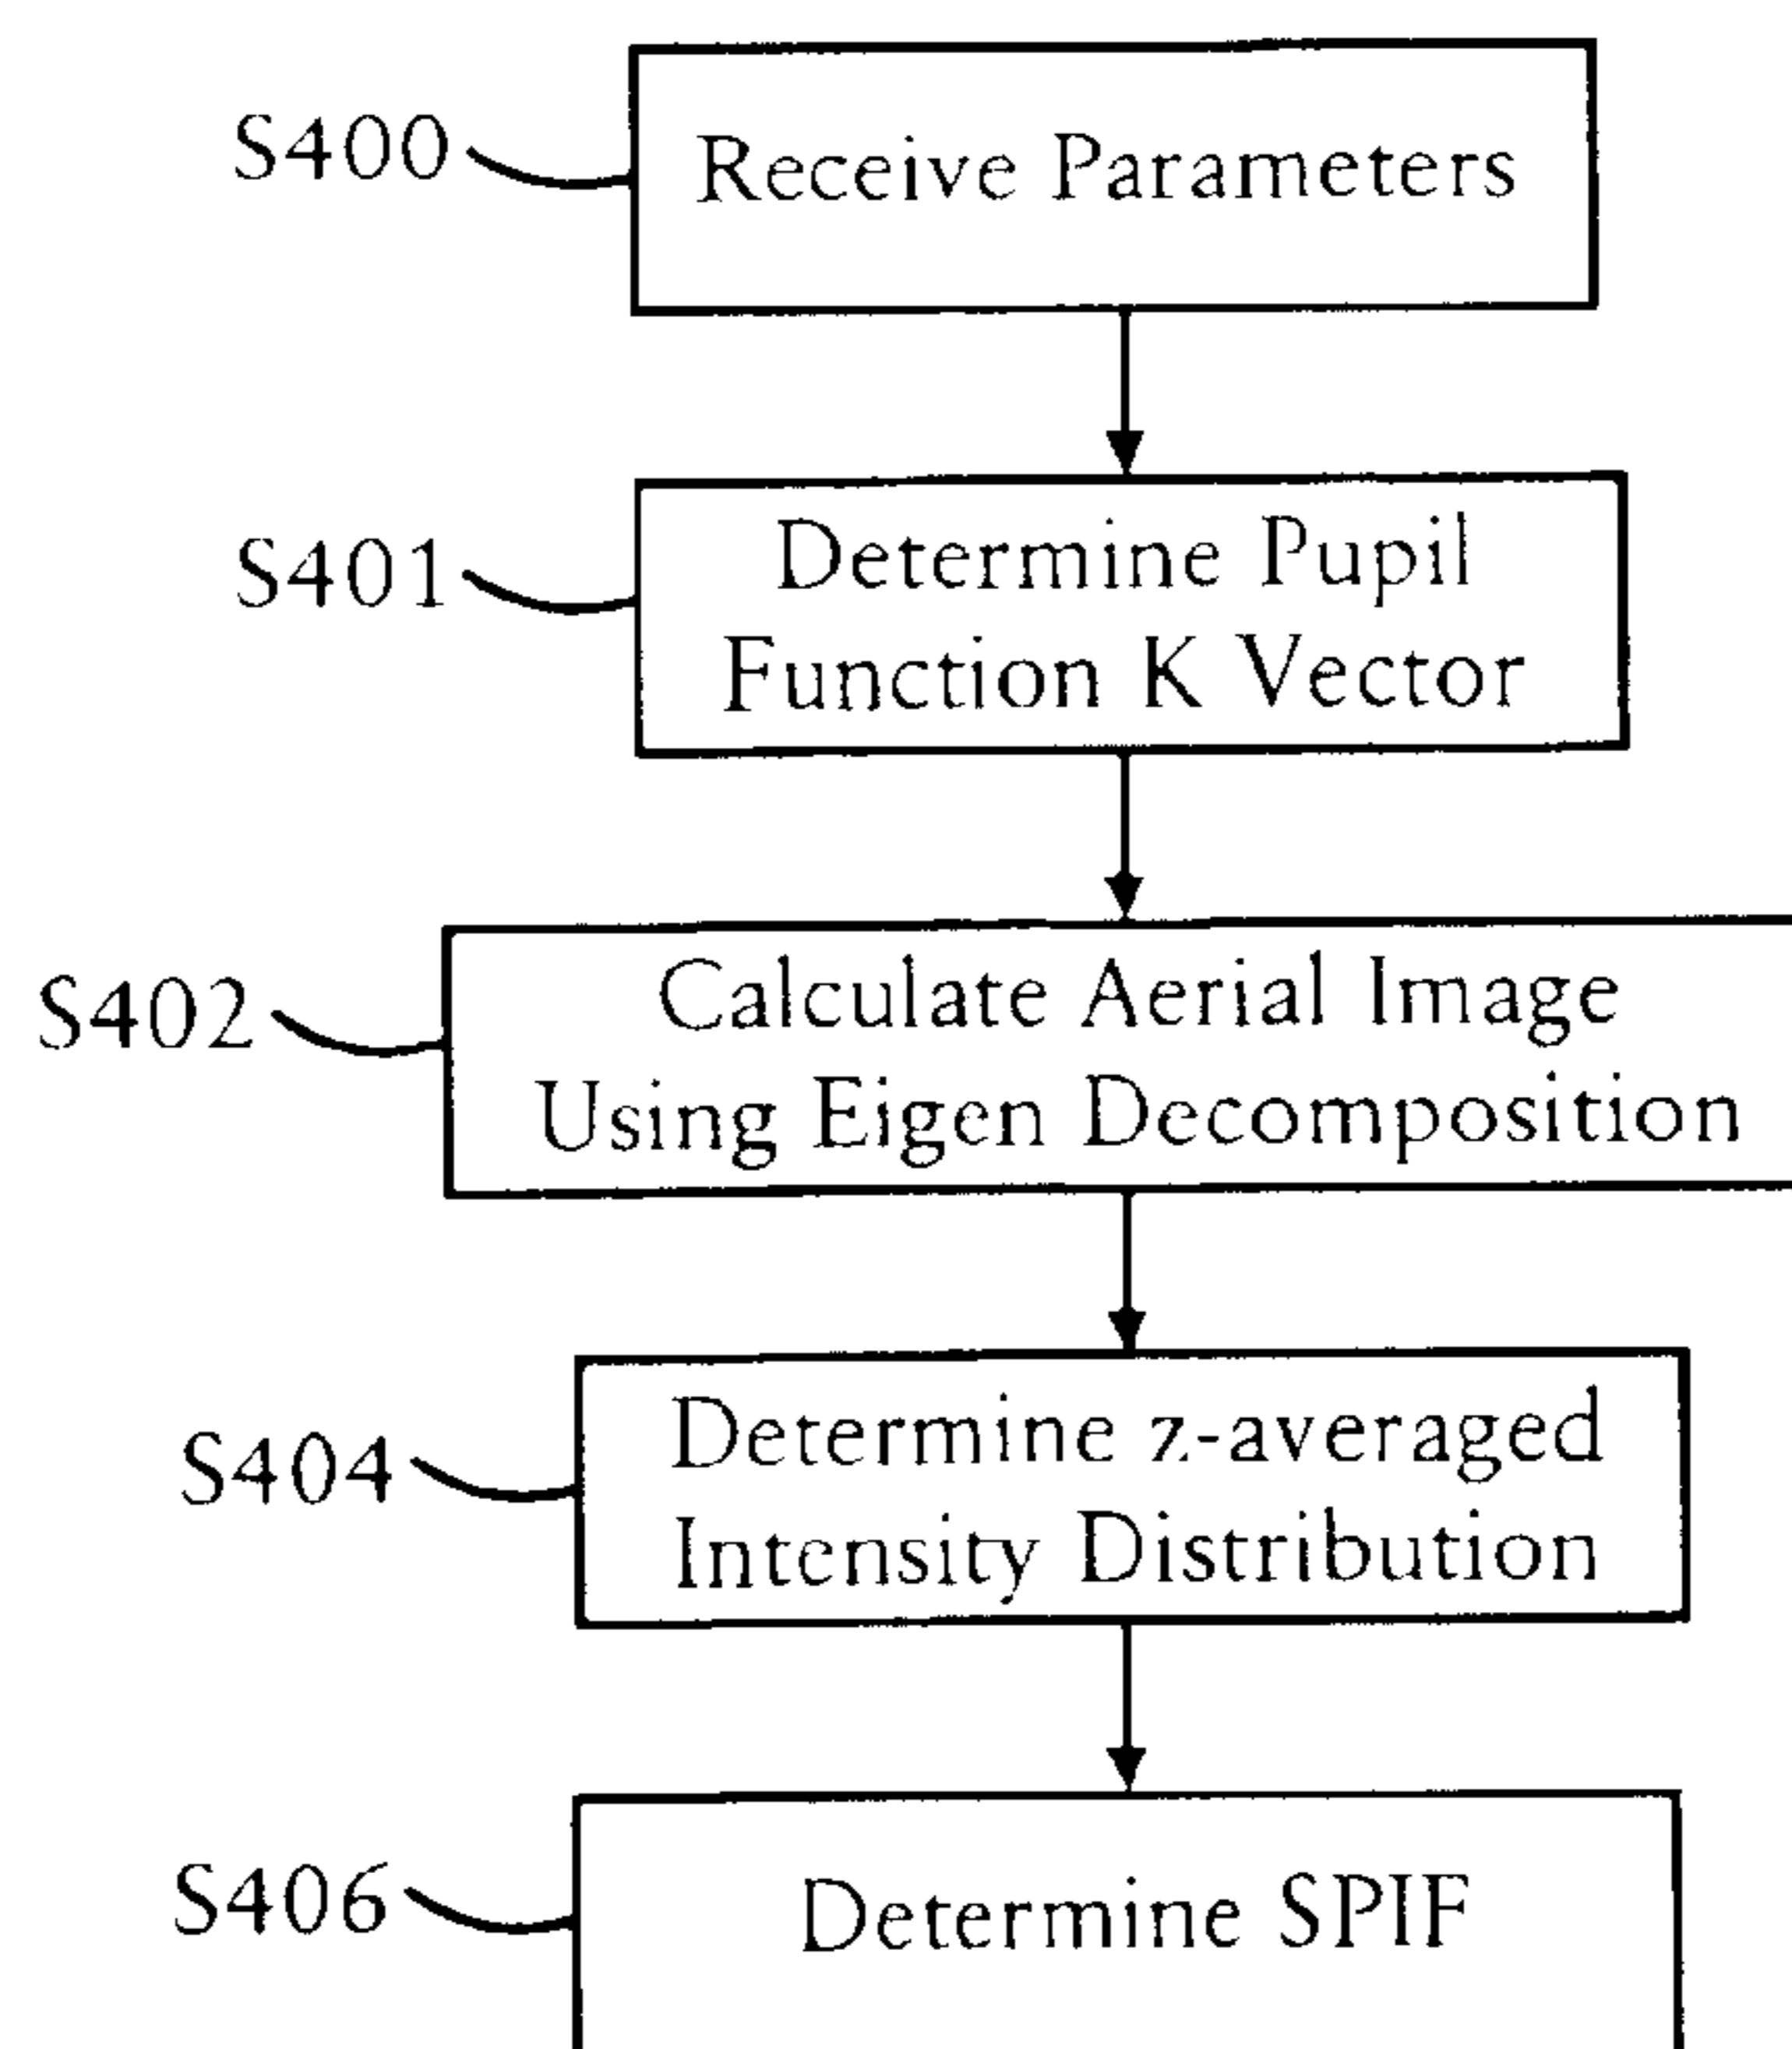 S400
Receive Parameters
S401
Determine Pupil
Function K Vector
S402
Calculate Aerial Image
Using Eigen Decomposition
S404
Determine z-averaged
Intensity Distribution
S406
Determine SPIF